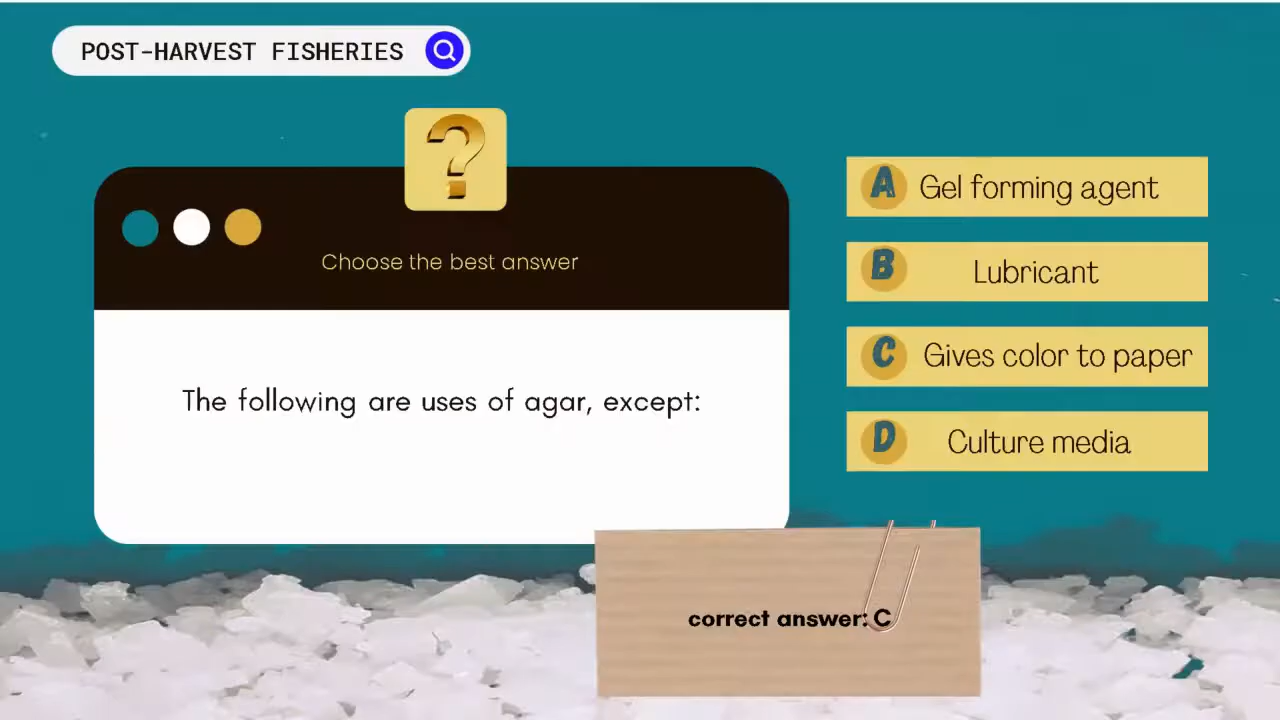 POST-HARVEST FISHERIES
?
Choose the best answer
The following are uses of agar, except:
A Gel forming agent
B Lubricant
C Gives color to paper
D Culture media
correct answer: C